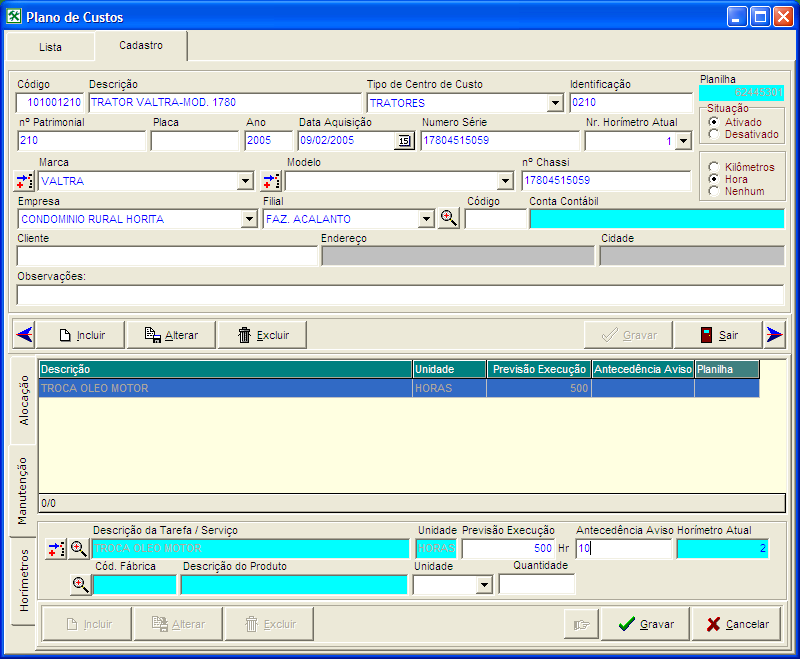 Plano de Custos
Lista Cadastro
Código Descrição Tipo de Centro de Custo Identificação Planilha
101001210 TRATOR VALTRA-MOD. 1780 TRATORES 0210
nº Patrimonial Placa Ano Data Aquisição Numero Série Nr. Horímetro Atual Situação
210 2005 09/02/2005 15 17804515059 1 Ativado
Desativado
Marca Modelo nº Chassi Kilômetros
VALTRA 17804515059 Hora
Nenhum
Empresa Filial Código Conta Contábil
CONDOMINIO RURAL HORITA FAZ. ACALANTO
Cliente Endereço Cidade
Observações:
Incluir Alterar Excluir Gravar Sair
Alocação
Manutenção
Horímetros
Descrição Unidade Previsão Execução Antecedência Aviso Planilha
TROCA OLEO MOTOR HORAS 500
0/0
Descrição da Tarefa / Serviço Unidade Previsão Execução Antecedência Aviso Horímetro Atual
TROCA OLEO MOTOR HORAS 500 Hr 10 2
Cód. Fábrica Descrição do Produto Unidade Quantidade
Incluir Alterar Excluir Gravar Cancelar